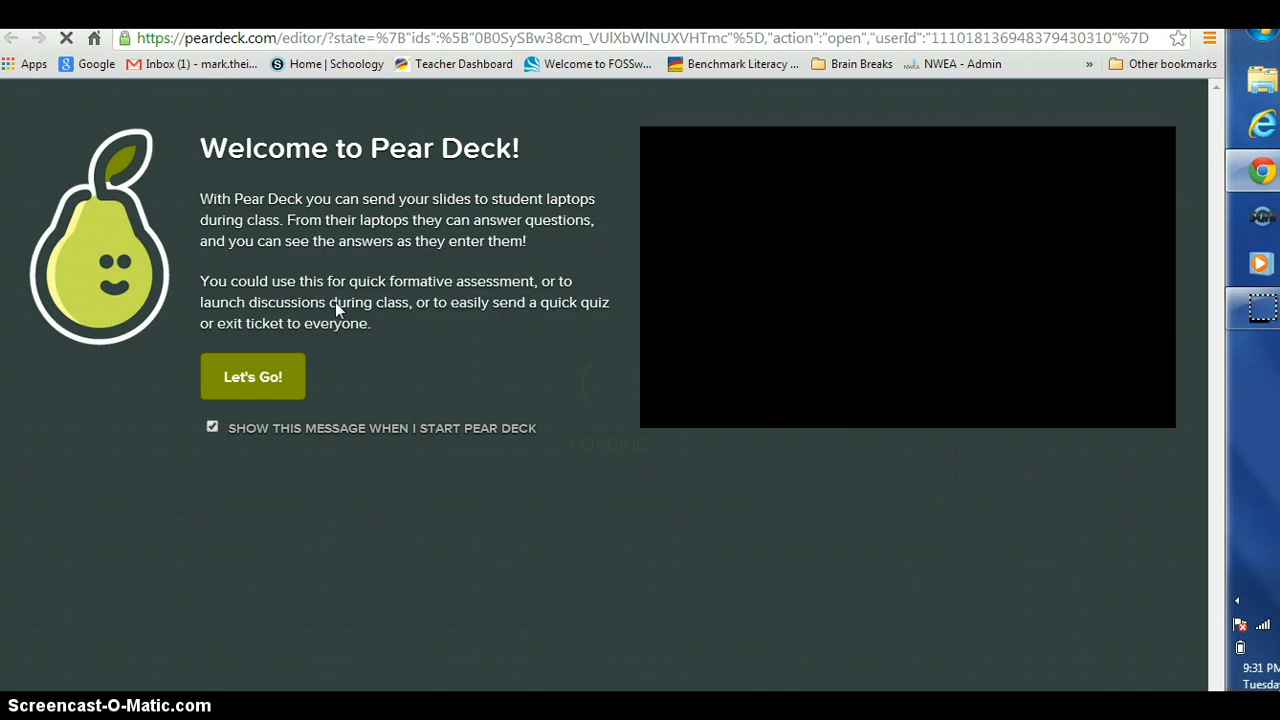 https://peardeck.com/editor/?state=%7B"ids":%5B"0B0SySBw38cm_VUlXbWlNUXVHTmc"%5D,"action":"open","userId":"111018136948379430310"%7D
Apps Google Inbox (1) - mark.thei... Home | Schoology Teacher Dashboard Welcome to FOSSw... Benchmark Literacy ... Brain Breaks NWEA - Admin » Other bookmarks
Welcome to Pear Deck!
With Pear Deck you can send your slides to student laptops
during class. From their laptops they can answer questions,
and you can see the answers as they enter them!
You could use this for quick formative assessment, or to
launch discussions during class, or to easily send a quick quiz
or exit ticket to everyone.
Let's Go!
SHOW THIS MESSAGE WHEN I START PEAR DECK
LOADING
9:31 PM
Tuesday
Screencast-O-Matic.com